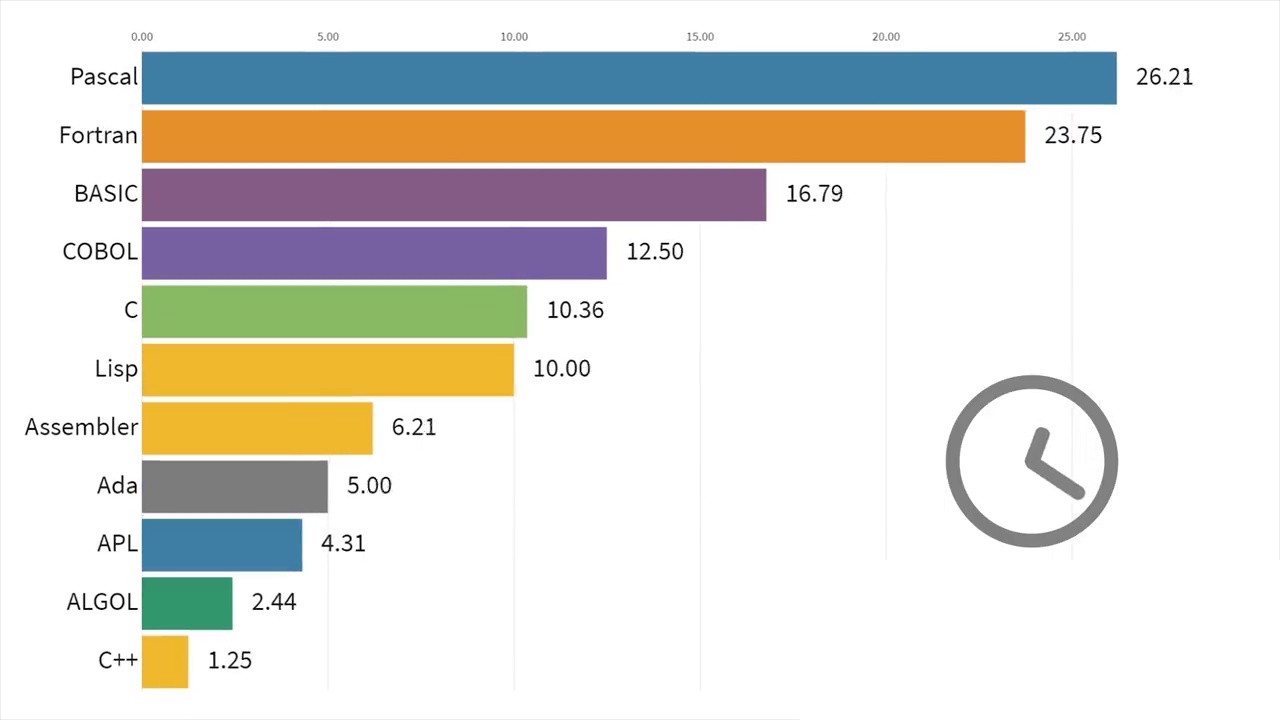 0.00 5.00 10.00 15.00 20.00 25.00
Pascal 26.21
Fortran 23.75
BASIC 16.79
COBOL 12.50
C 10.36
Lisp 10.00
Assembler 6.21
Ada 5.00
APL 4.31
ALGOL 2.44
C++ 1.25